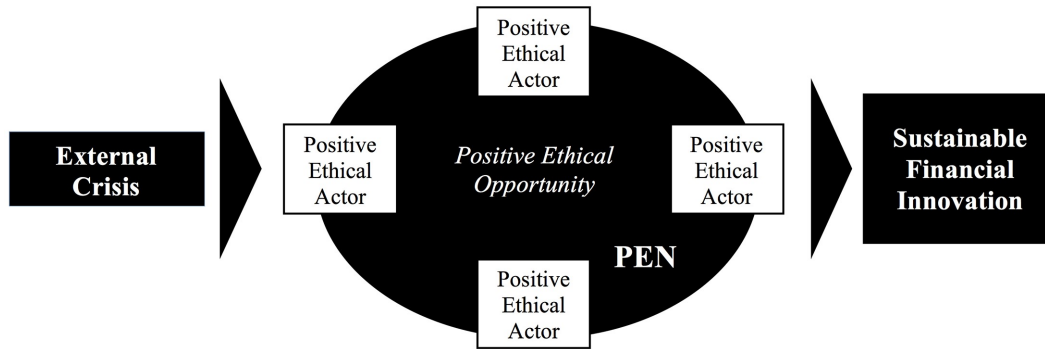 External
Crisis
Positive
Ethical
Actor
Positive
Ethical
Actor
Positive Ethical
Opportunity
Positive
Ethical
Actor
PEN
Positive
Ethical
Actor
Sustainable
Financial
Innovation